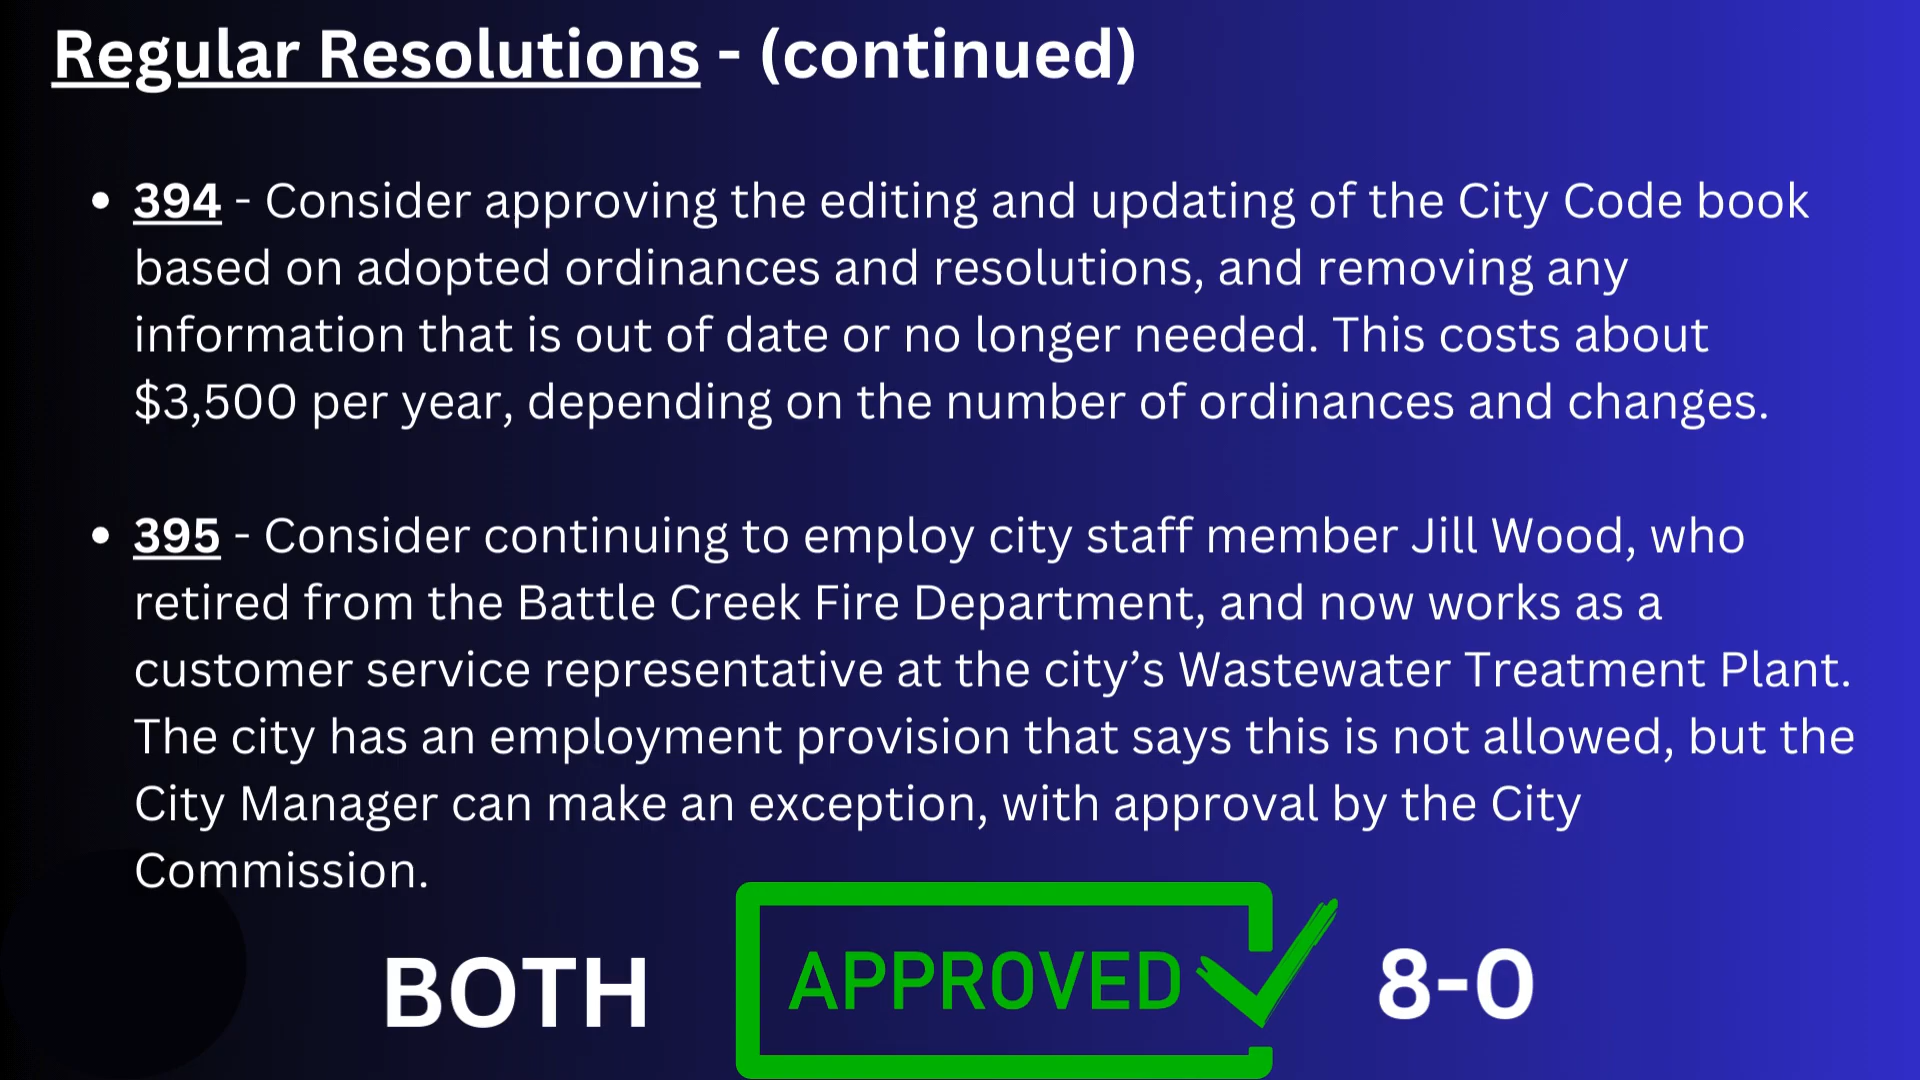 Regular Resolutions - (continued)
• 394 - Consider approving the editing and updating of the City Code book
based on adopted ordinances and resolutions, and removing any
information that is out of date or no longer needed. This costs about
$3,500 per year, depending on the number of ordinances and changes.
• 395 - Consider continuing to employ city staff member Jill Wood, who
retired from the Battle Creek Fire Department, and now works as a
customer service representative at the city’s Wastewater Treatment Plant.
The city has an employment provision that says this is not allowed, but the
City Manager can make an exception, with approval by the City
Commission.
BOTH APPROVED 8-0